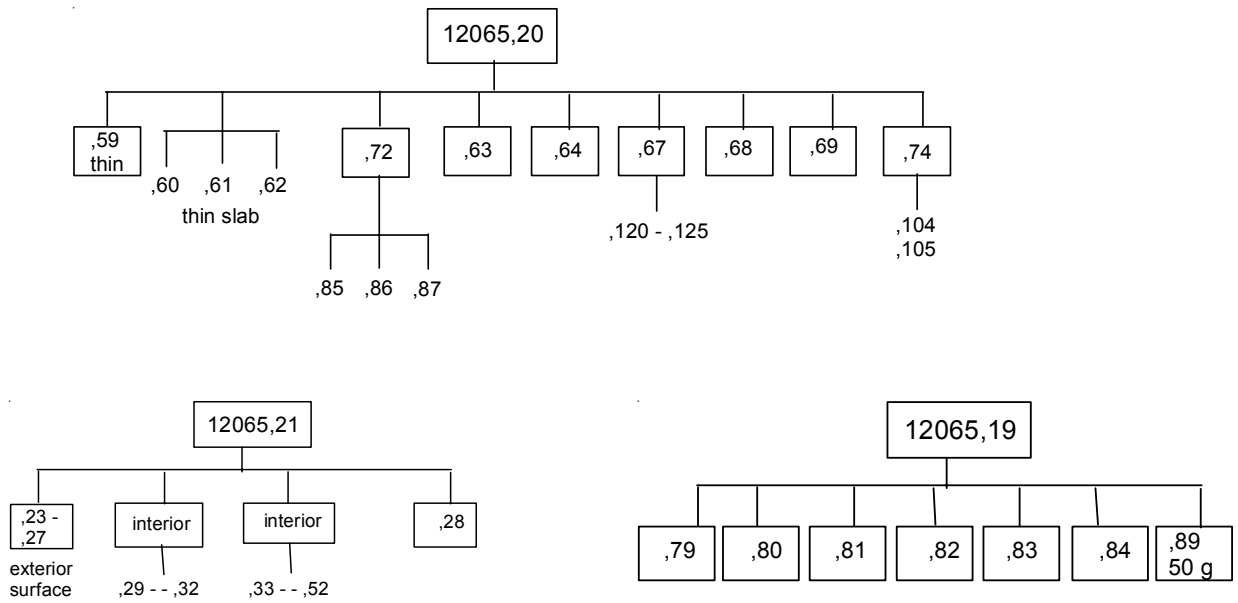 12065,20
,59
thin
,60
,61
,62
thin slab
,72
,85
,86
,87
,63
,64
,67
,120 - ,125
,68
,69
,74
,104
,105
12065,21
,23 -
,27
exterior
surface
interior
,29 - - ,32
interior
,33 - - ,52
,28
12065,19
,79
,80
,81
,82
,83
,84
,89
50 g